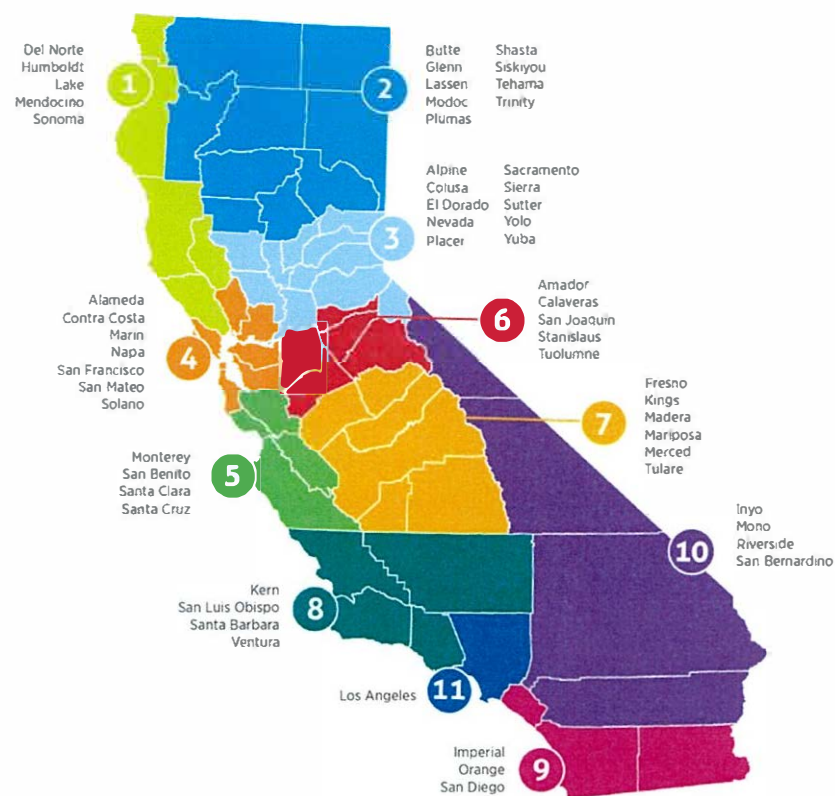 Del Norte
Humboldt
Lake
Mendocino
Sonoma
1
2
Butte
Glenn
Lassen
Modoc
Plumas
Shasta
Siskiyou
Tehama
Trinity
3
Alpine
Colusa
El Dorado
Nevada
Placer
Sacramento
Sierra
Sutter
Yolo
Yuba
Alameda
Contra Costa
Marin
Napa
San Francisco
San Mateo
Solano
4
6
Amador
Calaveras
San Joaquin
Stanislaus
Tuolumne
7
Fresno
Kings
Madera
Mariposa
Merced
Tulare
Monterey
San Benito
Santa Clara
Santa Cruz
5
10
Inyo
Mono
Riverside
San Bernardino
Kern
San Luis Obispo
Santa Barbara
Ventura
8
Los Angeles
11
Imperial
Orange
San Diego
9